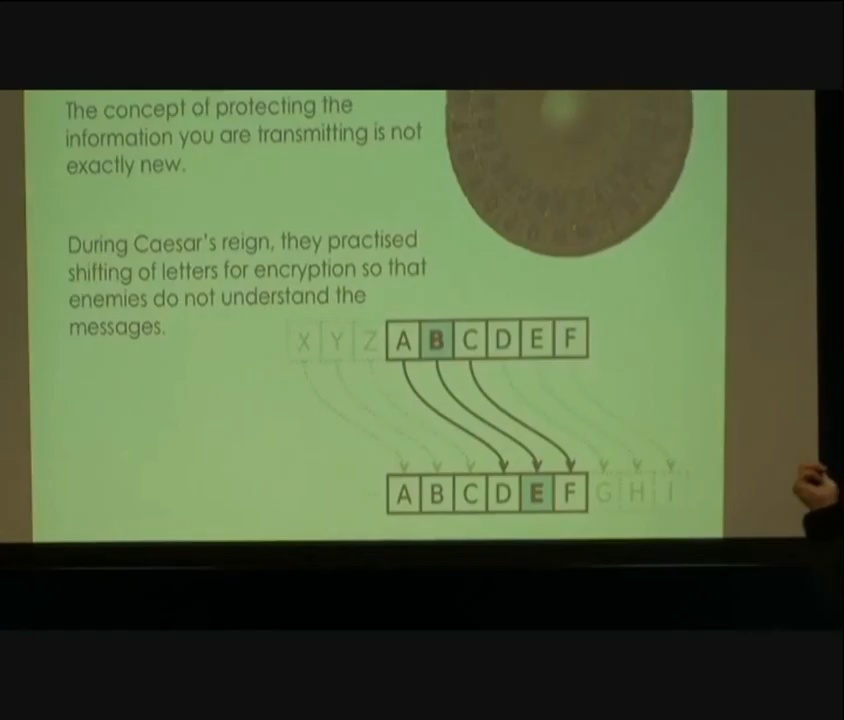 The concept of protecting the
information you are transmitting is not
exactly new.
During Caesar's reign, they practised
shifting of letters for encryption so that
enemies do not understand the
messages.
X Y Z A B C D E F
A B C D E F G H I